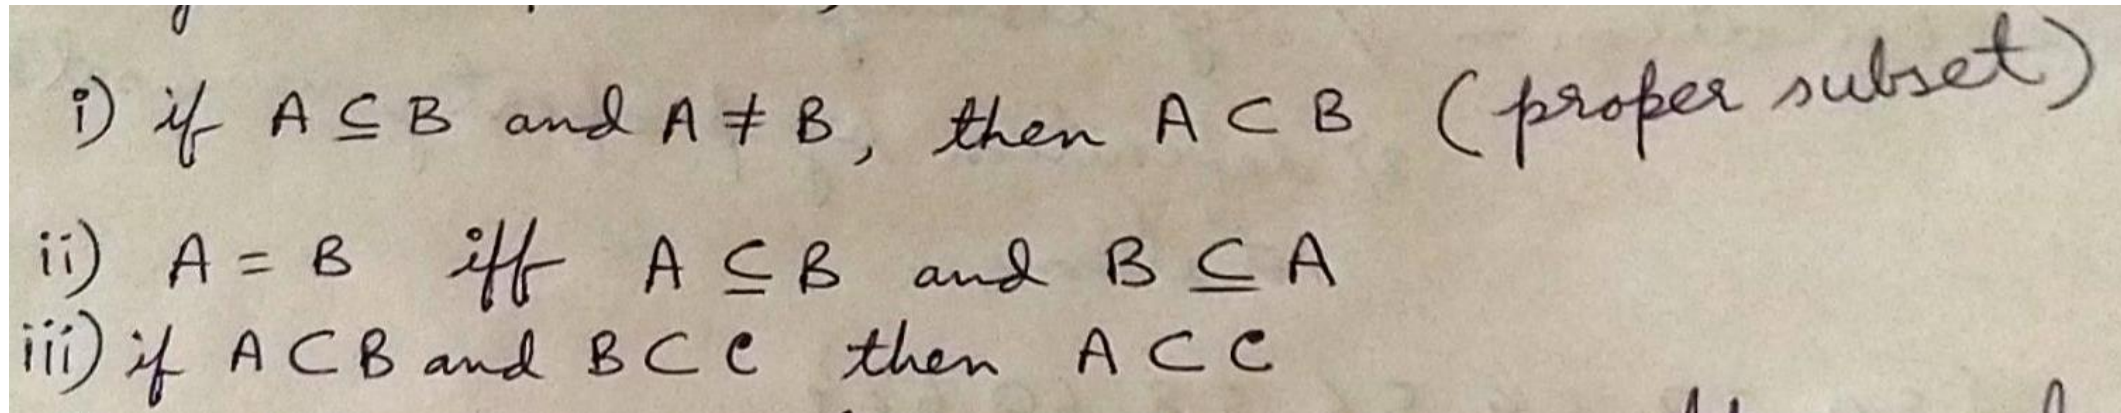 i) if A ⊆ B and A ≠ B, then A ⊂ B (proper subset)
ii) A = B iff A ⊆ B and B ⊆ A
iii) if A ⊂ B and B ⊂ C then A ⊂ C